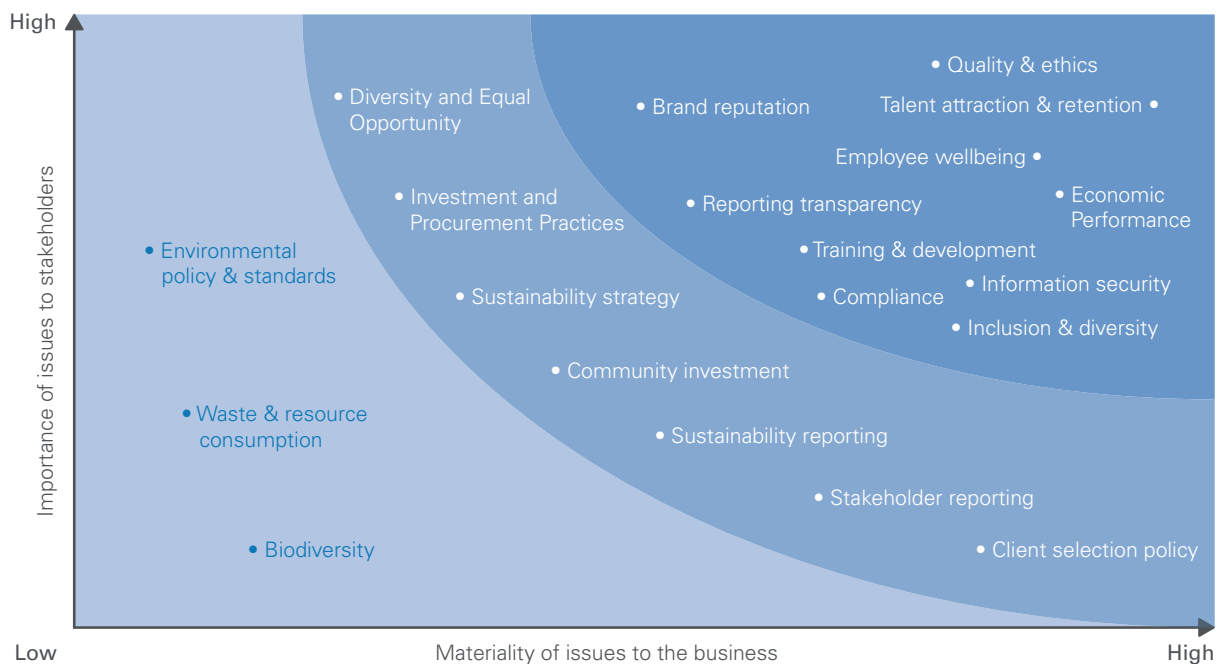 High
Importance of issues to stakeholders
• Quality & ethics
• Diversity and Equal
Opportunity
• Brand reputation
Talent attraction & retention •
Employee wellbeing •
• Investment and
Procurement Practices
• Reporting transparency
• Economic
Performance
• Environmental
policy & standards
• Training & development
• Information security
• Sustainability strategy
• Compliance
• Inclusion & diversity
• Community investment
• Waste & resource
consumption
• Sustainability reporting
• Stakeholder reporting
• Biodiversity
• Client selection policy
Low
Materiality of issues to the business
High